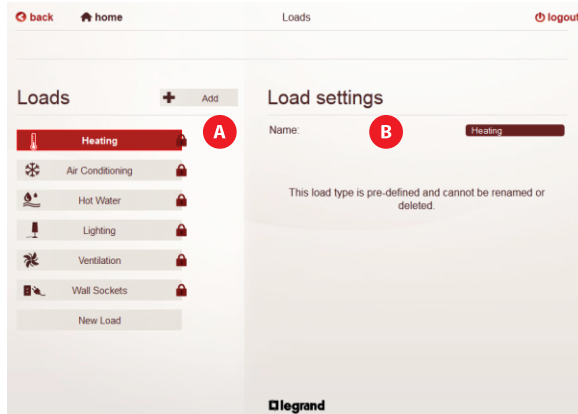 back
home
Loads
logout
Loads
Add
Load settings
A
Name:
B
Heating
Heating
Air Conditioning
Hot Water
Lighting
Ventilation
Wall Sockets
New Load
This load type is pre-defined and cannot be renamed or
deleted.
legrand